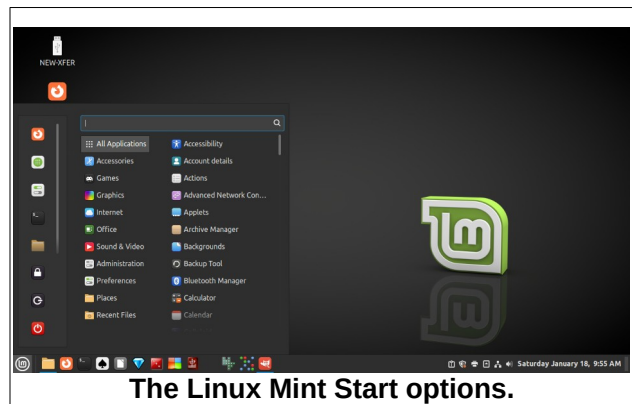 NEW-XFER
All Applications
Accessories
Games
Graphics
Internet
Office
Sound & Video
Administration
Preferences
Places
Recent Files
Accessibility
Account details
Actions
Advanced Network Con...
Applets
Archive Manager
Backgrounds
Backup Tool
Bluetooth Manager
Calculator
Calendar
Saturday January 18, 9:55 AM
The Linux Mint Start options.